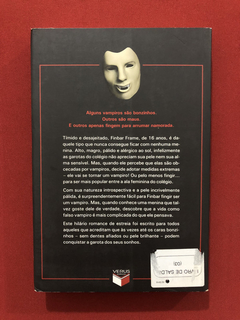 Alguns vampiros são bonzinhos.
Outros são maus.
E outros apenas fingem para arrumar namorada.
Tímido e desajeitado, Finbar Frame, de 16 anos, é da-
quele tipo que nunca consegue ficar com nenhuma me-
nina. Alto, magro, pálido e alérgico ao sol, infelizmente
as garotas do colégio não apreciam sua pele nem sua al-
ma sensível. Mas, quando ele percebe que elas são ob-
cecadas por vampiros, decide adotar medidas extremas
– ele vai se tornar um vampiro! Ou pelo menos fingir...
para ser mais popular entre a ala feminina do colégio.
Com sua natureza introspectiva e a pele incrivelmente
pálida, é surpreendentemente fácil para Finbar fingir ser
um vampiro. Mas, quando conhece uma menina que tal-
vez goste dele de verdade, descobre que a vida como
falso vampiro é mais complicada do que ele pensava.
Este hilário romance de estreia foi escrito para todos
aqueles que acreditam que às vezes até os caras bonzi-
nhos – sem dentes afiados ou pele brilhante – podem
conquistar a garota dos seus sonhos.
VERUS